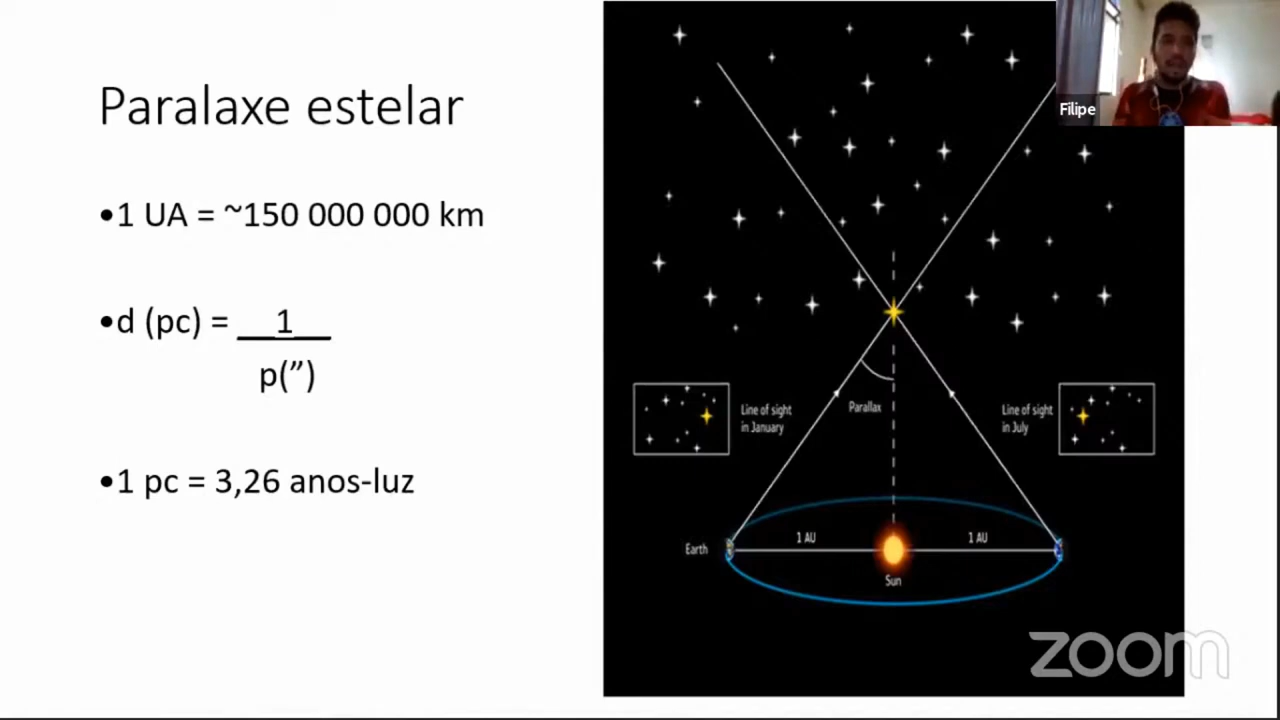 Paralaxe estelar
•1 UA = ~150 000 000 km
•d (pc) = __1__
p(”)
•1 pc = 3,26 anos-luz
Filipe
Line of sight
in January
Parallax
Line of sight
in July
Earth
1 AU
1 AU
Sun
zoom